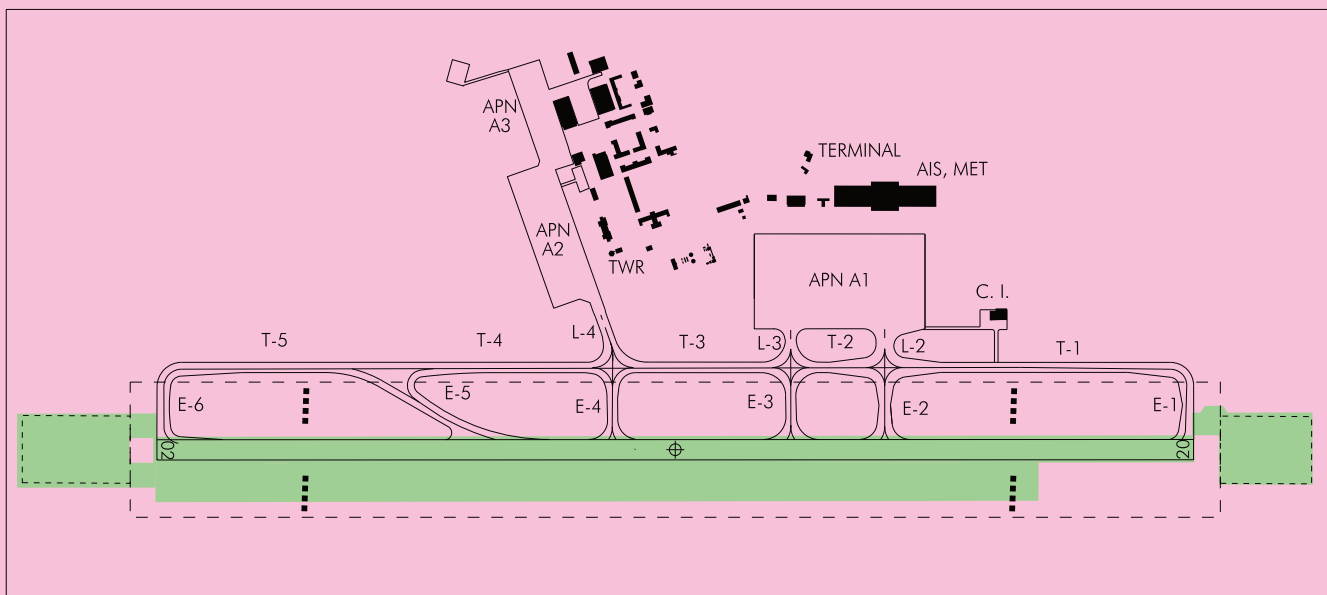 APN
A3
TERMINAL
AIS, MET
APN
A2
TWR
APN A1
C. I.
T-5
T-4
L-4
T-3
L-3
T-2
L-2
T-1
E-6
E-5
E-4
E-3
E-2
E-1
02
20